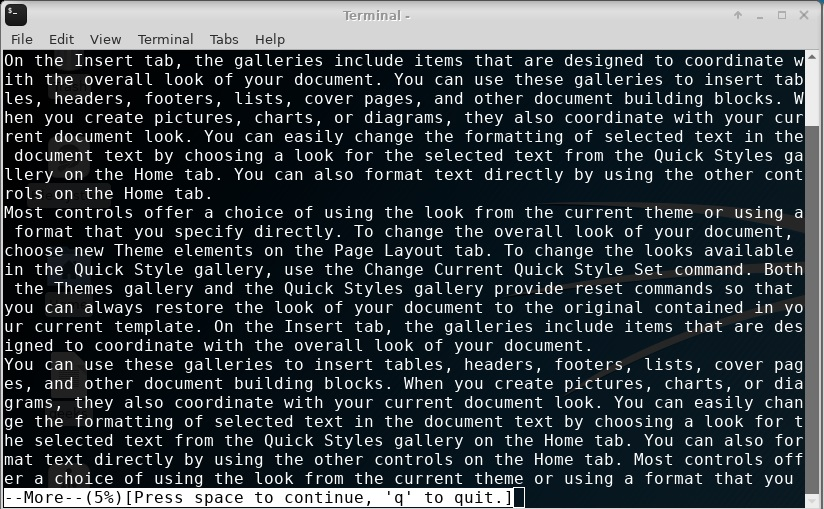 Terminal -
File Edit View Terminal Tabs Help
On the Insert tab, the galleries include items that are designed to coordinate w
ith the overall look of your document. You can use these galleries to insert tab
les, headers, footers, lists, cover pages, and other document building blocks. W
hen you create pictures, charts, or diagrams, they also coordinate with your cur
rent document look. You can easily change the formatting of selected text in the
 document text by choosing a look for the selected text from the Quick Styles ga
llery on the Home tab. You can also format text directly by using the other cont
rols on the Home tab.
Most controls offer a choice of using the look from the current theme or using a
 format that you specify directly. To change the overall look of your document,
choose new Theme elements on the Page Layout tab. To change the looks available
in the Quick Style gallery, use the Change Current Quick Style Set command. Both
 the Themes gallery and the Quick Styles gallery provide reset commands so that
you can always restore the look of your document to the original contained in yo
ur current template. On the Insert tab, the galleries include items that are des
igned to coordinate with the overall look of your document.
You can use these galleries to insert tables, headers, footers, lists, cover pag
es, and other document building blocks. When you create pictures, charts, or dia
grams, they also coordinate with your current document look. You can easily chan
ge the formatting of selected text in the document text by choosing a look for t
he selected text from the Quick Styles gallery on the Home tab. You can also for
mat text directly by using the other controls on the Home tab. Most controls off
er a choice of using the look from the current theme or using a format that you
--More--(5%)[Press space to continue, 'q' to quit.]